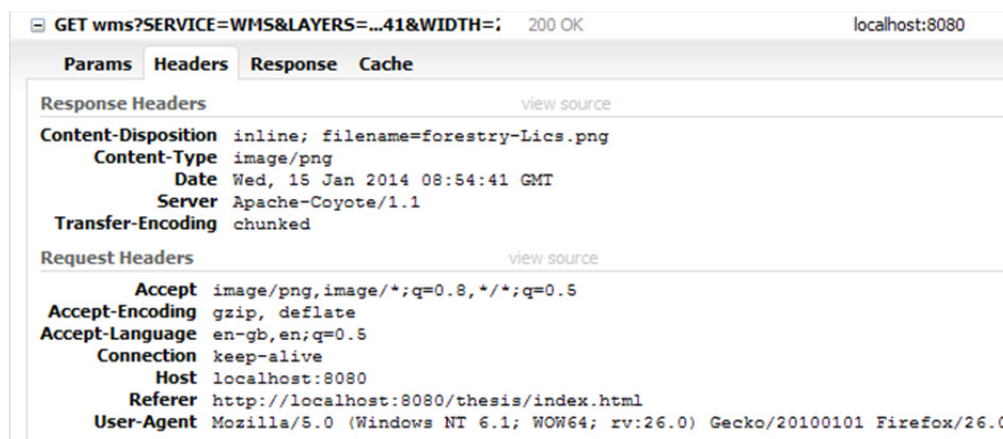 GET wms?SERVICE=WMS&LAYERS=...41&WIDTH=2 200 OK localhost:8080
Params Headers Response Cache
Response Headers view source
Content-Disposition inline; filename=forestry-Lics.png
Content-Type image/png
Date Wed, 15 Jan 2014 08:54:41 GMT
Server Apache-Coyote/1.1
Transfer-Encoding chunked
Request Headers view source
Accept image/png,image/*;q=0.8,*/*;q=0.5
Accept-Encoding gzip, deflate
Accept-Language en-gb,en;q=0.5
Connection keep-alive
Host localhost:8080
Referer http://localhost:8080/thesis/index.html
User-Agent Mozilla/5.0 (Windows NT 6.1; WOW64; rv:26.0) Gecko/20100101 Firefox/26.0